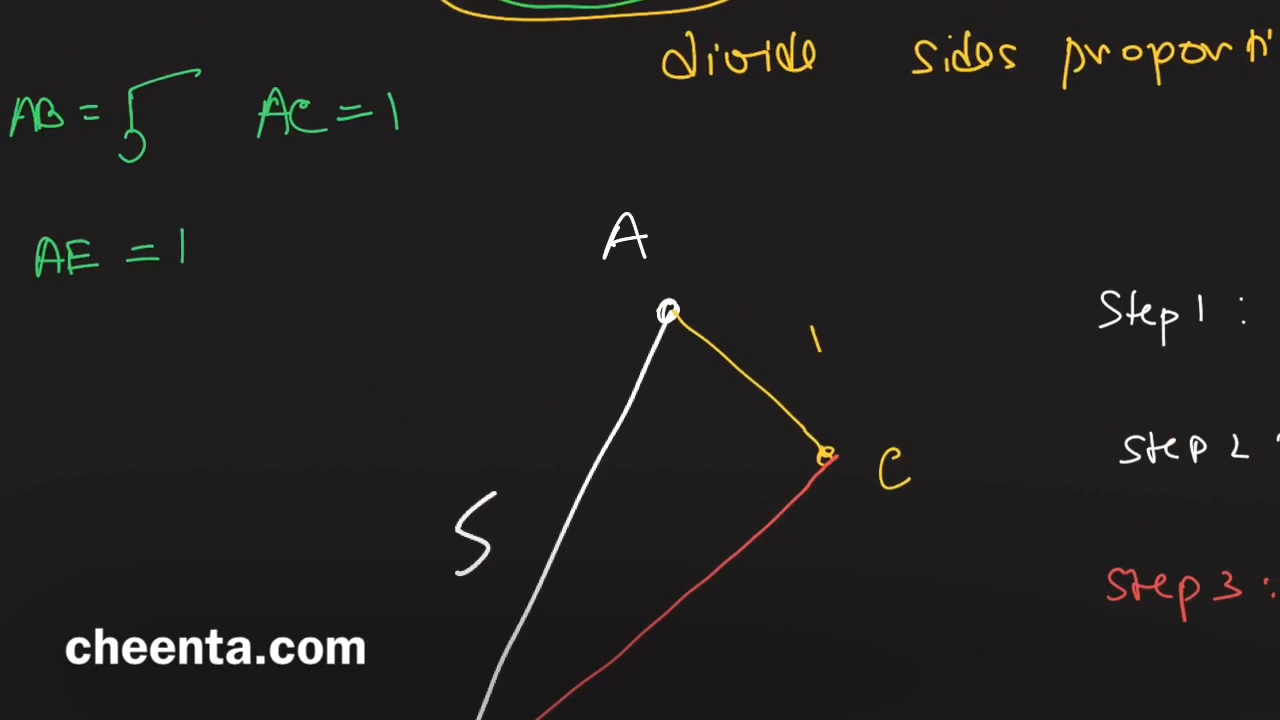 divide sides proporti
AB = 5 AC = 1
AE = 1
A
1
Step 1 :
C
Step 2
5
Step 3 :
cheenta.com